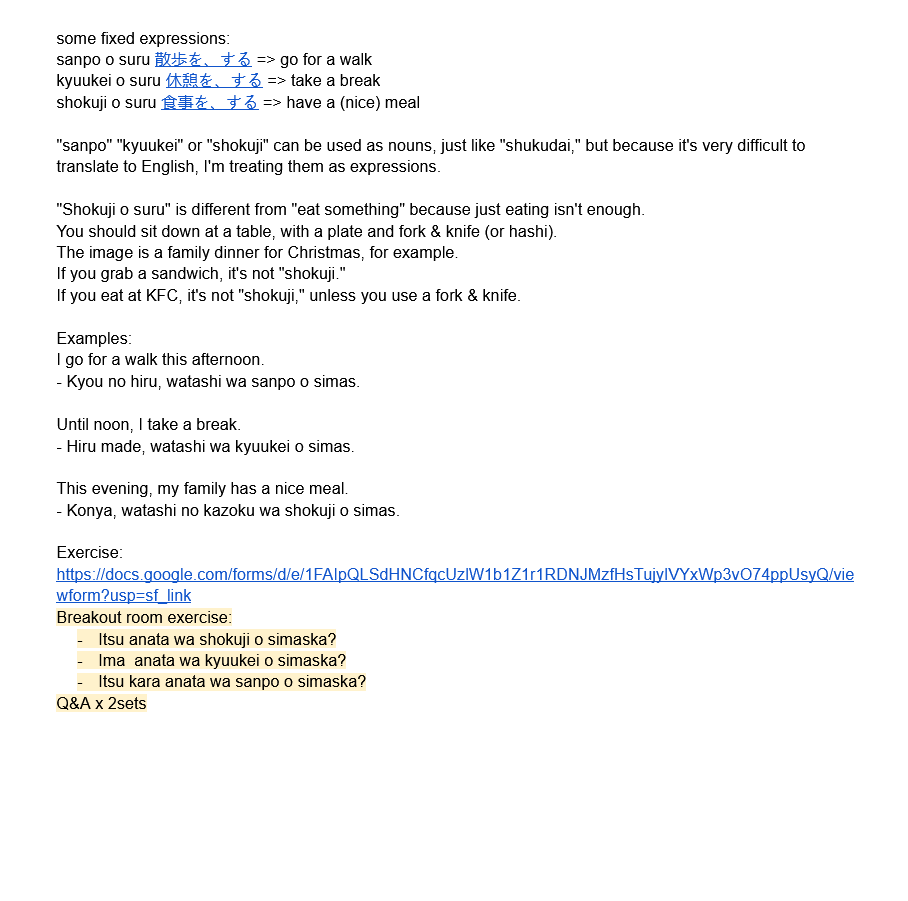 some fixed expressions:
sanpo o suru 散歩を、する => go for a walk
kyuukei o suru 休憩を、する => take a break
shokuji o suru 食事を、する => have a (nice) meal
"sanpo" "kyuukei" or "shokuji" can be used as nouns, just like "shukudai," but because it's very difficult to
translate to English, I'm treating them as expressions.
"Shokuji o suru" is different from "eat something" because just eating isn't enough.
You should sit down at a table, with a plate and fork & knife (or hashi).
The image is a family dinner for Christmas, for example.
If you grab a sandwich, it's not "shokuji."
If you eat at KFC, it's not "shokuji," unless you use a fork & knife.
Examples:
I go for a walk this afternoon.
- Kyou no hiru, watashi wa sanpo o simas.
Until noon, I take a break.
- Hiru made, watashi wa kyuukei o simas.
This evening, my family has a nice meal.
- Konya, watashi no kazoku wa shokuji o simas.
Exercise:
https://docs.google.com/forms/d/e/1FAIpQLSdHNCfqcUzlW1b1Z1r1RDNJMzfHsTujylVYxWp3vO74ppUsyQ/vie
wform?usp=sf_link
Breakout room exercise:
- Itsu anata wa shokuji o simaska?
- Ima  anata wa kyuukei o simaska?
- Itsu kara anata wa sanpo o simaska?
Q&A x 2sets